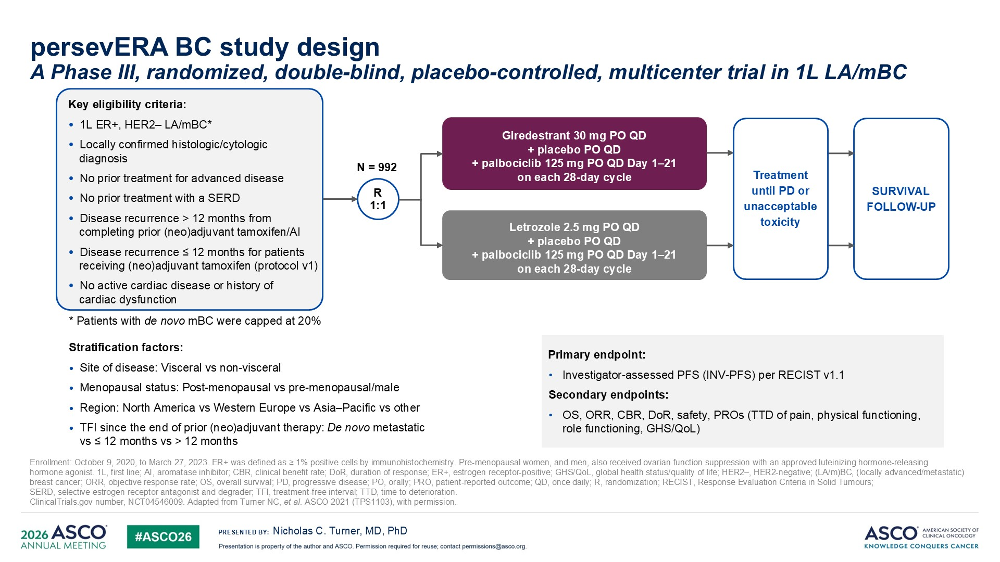 persevERA BC study design
A Phase III, randomized, double-blind, placebo-controlled, multicenter trial in 1L LA/mBC
Key eligibility criteria:
• 1L ER+, HER2– LA/mBC*
• Locally confirmed histologic/cytologic
diagnosis
• No prior treatment for advanced disease
• No prior treatment with a SERD
• Disease recurrence > 12 months from
completing prior (neo)adjuvant tamoxifen/AI
• Disease recurrence ≤ 12 months for patients
receiving (neo)adjuvant tamoxifen (protocol v1)
• No active cardiac disease or history of
cardiac dysfunction
* Patients with de novo mBC were capped at 20%
N = 992
R
1:1
Giredestrant 30 mg PO QD
+ placebo PO QD
+ palbociclib 125 mg PO QD Day 1–21
on each 28-day cycle
Letrozole 2.5 mg PO QD
+ placebo PO QD
+ palbociclib 125 mg PO QD Day 1–21
on each 28-day cycle
Treatment
until PD or
unacceptable
toxicity
SURVIVAL
FOLLOW-UP
Stratification factors:
• Site of disease: Visceral vs non-visceral
• Menopausal status: Post-menopausal vs pre-menopausal/male
• Region: North America vs Western Europe vs Asia–Pacific vs other
• TFI since the end of prior (neo)adjuvant therapy: De novo metastatic
vs ≤ 12 months vs > 12 months
Primary endpoint:
• Investigator-assessed PFS (INV-PFS) per RECIST v1.1
Secondary endpoints:
• OS, ORR, CBR, DoR, safety, PROs (TTD of pain, physical functioning,
role functioning, GHS/QoL)
Enrollment: October 9, 2020, to March 27, 2023. ER+ was defined as ≥ 1% positive cells by immunohistochemistry. Pre-menopausal women, and men, also received ovarian function suppression with an approved luteinizing hormone-releasing
hormone agonist. 1L, first line; AI, aromatase inhibitor; CBR, clinical benefit rate; DoR, duration of response; ER+, estrogen receptor-positive; GHS/QoL, global health status/quality of life; HER2–, HER2-negative; (LA/m)BC, (locally advanced/metastatic)
breast cancer; ORR, objective response rate; OS, overall survival; PD, progressive disease; PO, orally; PRO, patient-reported outcome; QD, once daily; R, randomization; RECIST, Response Evaluation Criteria in Solid Tumours;
SERD, selective estrogen receptor antagonist and degrader; TFI, treatment-free interval; TTD, time to deterioration.
ClinicalTrials.gov number, NCT04546009. Adapted from Turner NC, et al. ASCO 2021 (TPS1103), with permission.
2026 ASCO®
ANNUAL MEETING
#ASCO26
PRESENTED BY: Nicholas C. Turner, MD, PhD
Presentation is property of the author and ASCO. Permission required for reuse; contact permissions@asco.org.
ASCO® AMERICAN SOCIETY OF
CLINICAL ONCOLOGY
KNOWLEDGE CONQUERS CANCER